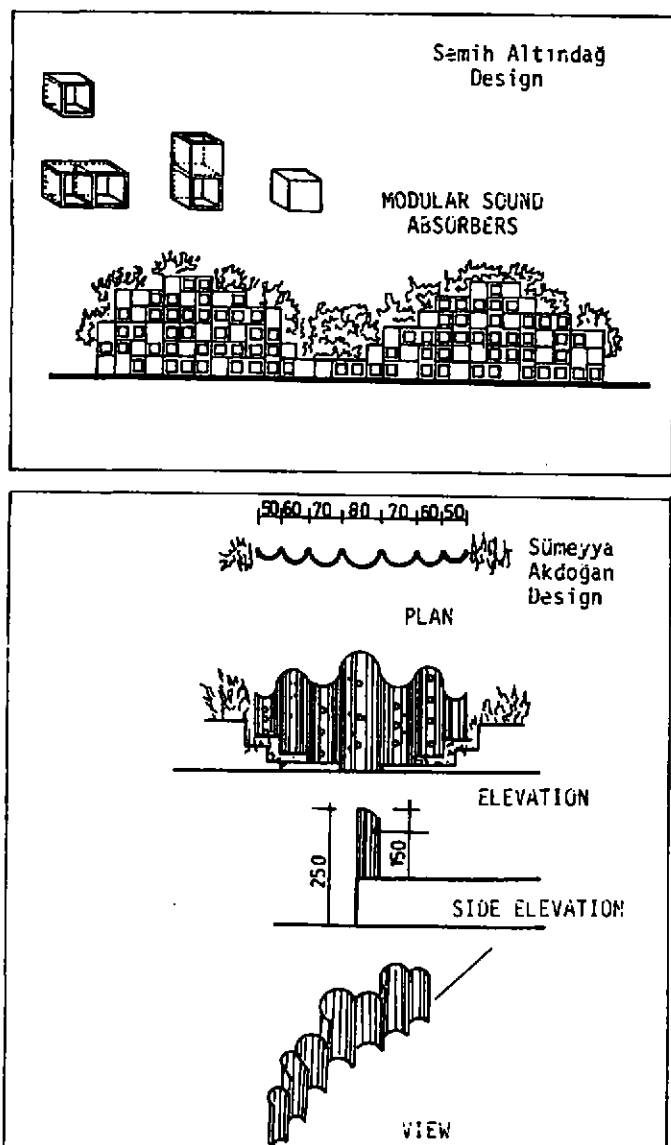 Semih Altındağ
Design
MODULAR SOUND
ABSORBERS
50 60 70 80 70 60 50
Sümeyya
Akdoğan
Design
PLAN
ELEVATION
250
150
SIDE ELEVATION
VIEW